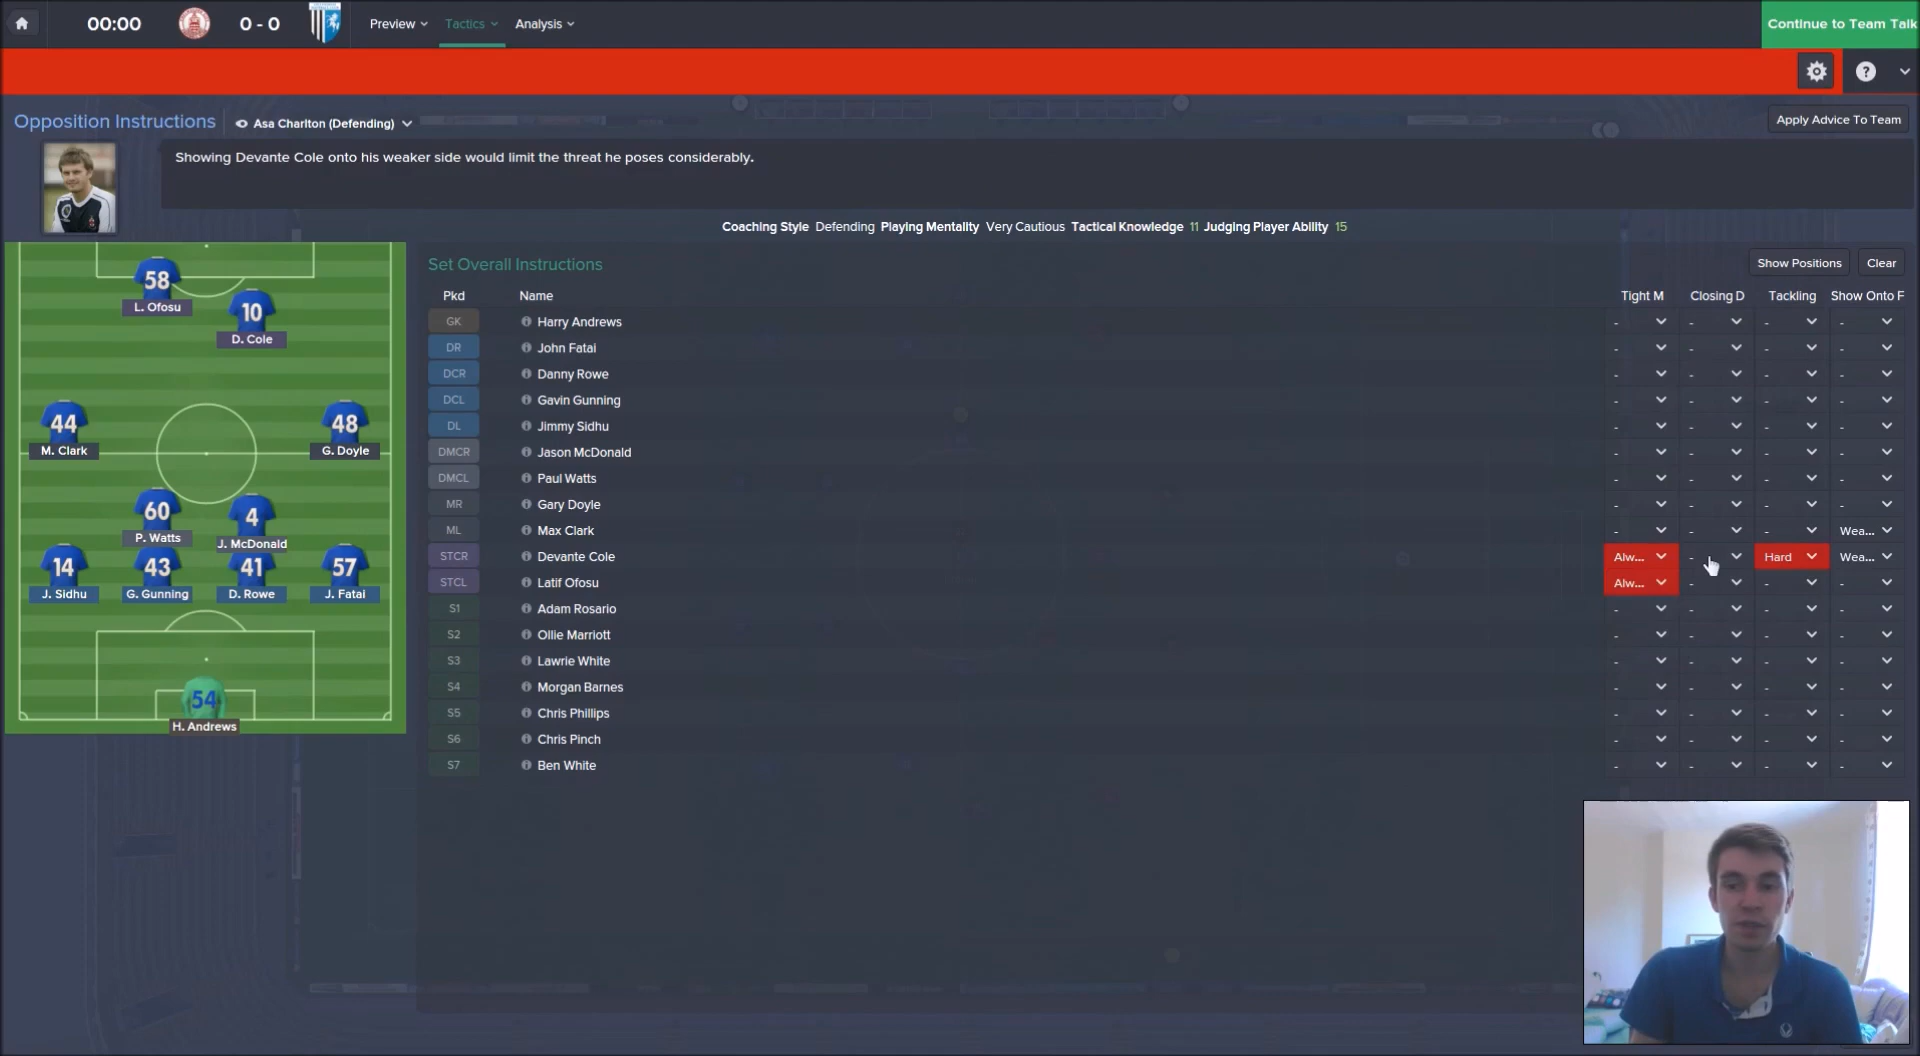 00:00
0 - 0
Preview
Tactics
Analysis
Continue to Team Talk
Opposition Instructions
Asa Charlton (Defending)
Apply Advice To Team
Showing Devante Cole onto his weaker side would limit the threat he poses considerably.
Coaching Style Defending Playing Mentality Very Cautious Tactical Knowledge 11 Judging Player Ability 15
58
L. Ofosu
10
D. Cole
44
M. Clark
48
G. Doyle
60
P. Watts
4
J. McDonald
14
J. Sidhu
43
G. Gunning
41
D. Rowe
57
J. Fatai
54
H. Andrews
Set Overall Instructions
Show Positions
Clear
Pkd Name Tight M Closing D Tackling Show Onto F
GK Harry Andrews - - - -
DR John Fatai - - - -
DCR Danny Rowe - - - -
DCL Gavin Gunning - - - -
DL Jimmy Sidhu - - - -
DMCR Jason McDonald - - - -
DMCL Paul Watts - - - -
MR Gary Doyle - - - -
ML Max Clark - - - Wea...
STCR Devante Cole Alw... - Hard Wea...
STCL Latif Ofosu Alw... - - -
S1 Adam Rosario - - - -
S2 Ollie Marriott - - - -
S3 Lawrie White - - - -
S4 Morgan Barnes - - - -
S5 Chris Phillips - - - -
S6 Chris Pinch - - - -
S7 Ben White - - - -